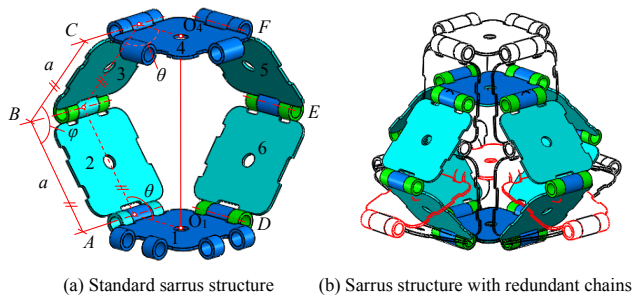 C
O4
F
4
θ
3
5
a
B
E
φ
2
6
a
θ
O1
D
A
1
(a) Standard sarrus structure
(b) Sarrus structure with redundant chains